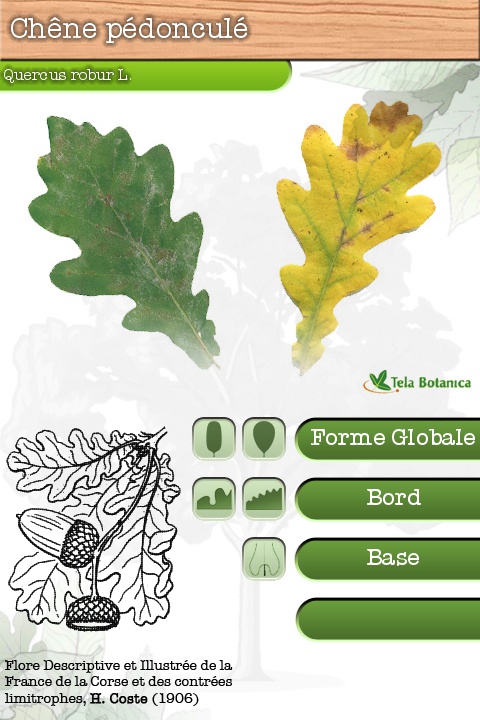 Chêne pédonculé
Quercus robur L.
Tela Botanica
Forme Globale
Bord
Base
Flore Descriptive et Illustrée de la
France de la Corse et des contrées
limitrophes, H. Coste (1906)